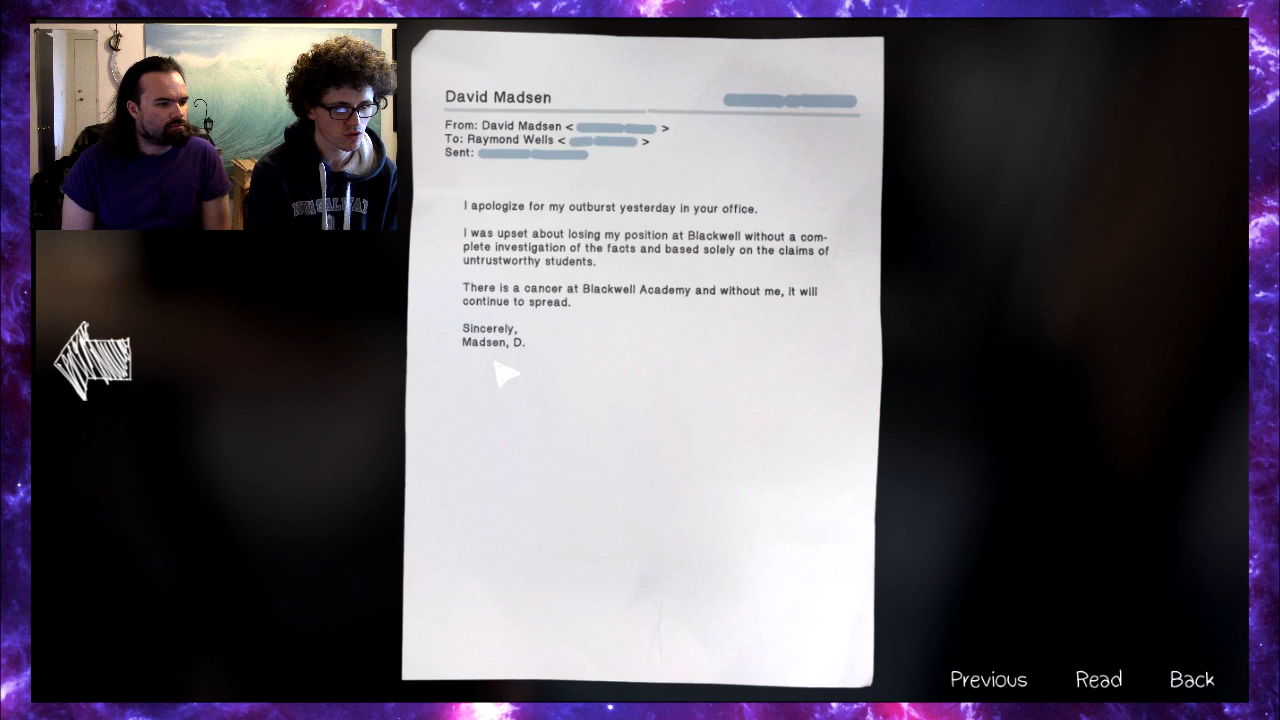 David Madsen
From: David Madsen < >
To: Raymond Wells < >
Sent:
I apologize for my outburst yesterday in your office.
I was upset about losing my position at Blackwell without a com-
plete investigation of the facts and based solely on the claims of
untrustworthy students.
There is a cancer at Blackwell Academy and without me, it will
continue to spread.
Sincerely,
Madsen, D.
Previous Read Back